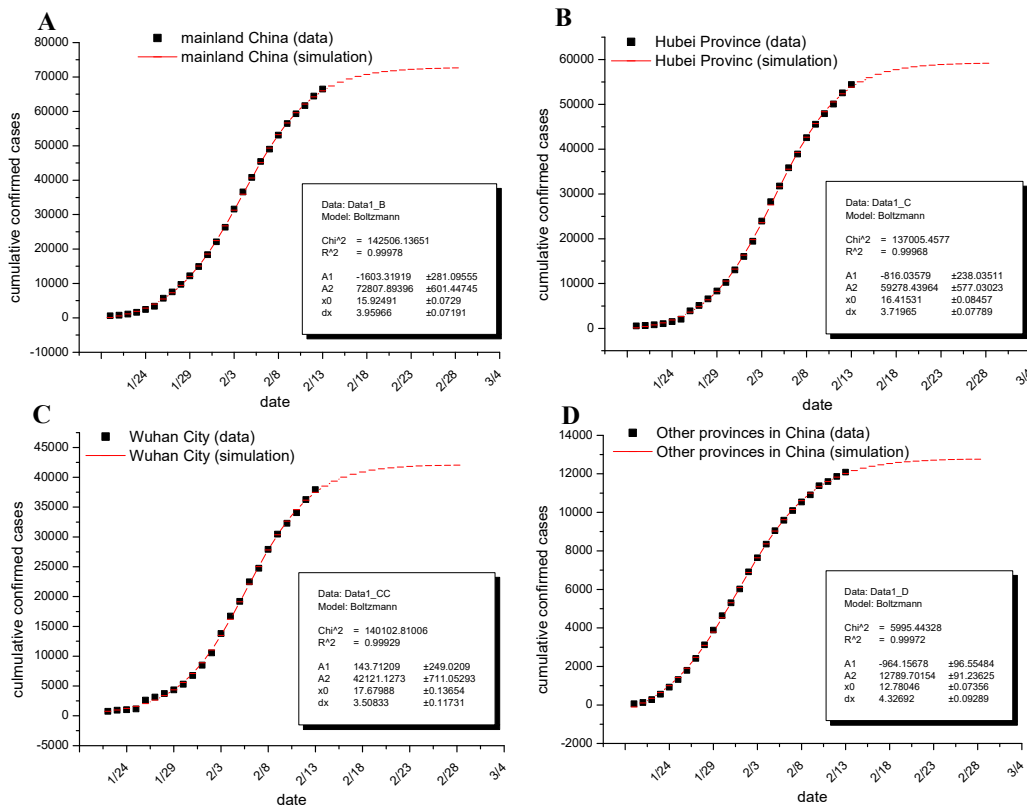 A
mainland China (data)
mainland China (simulation)
80000
70000
60000
50000
40000
30000
20000
10000
0
-10000
cumulative confirmed cases
Data: Data1_B
Model: Boltzmann
Chi^2 = 142506.13651
R^2 = 0.99978
A1 -1603.31919 ±281.09555
A2 72807.89396 ±601.44745
x0 15.92491 ±0.0729
dx 3.95966 ±0.07191
1/24 1/29 2/3 2/8 2/13 2/18 2/23 2/28 3/4
date
B
Hubei Province (data)
Hubei Provinc (simulation)
60000
50000
40000
30000
20000
10000
0
cumulative confirmed cases
Data: Data1_C
Model: Boltzmann
Chi^2 = 137005.4577
R^2 = 0.99968
A1 -816.03579 ±238.03511
A2 59278.43964 ±577.03023
x0 16.41531 ±0.08457
dx 3.71965 ±0.07789
1/24 1/29 2/3 2/8 2/13 2/18 2/23 2/28 3/4
date
C
Wuhan City (data)
Wuhan City (simulation)
45000
40000
35000
30000
25000
20000
15000
10000
5000
0
-5000
culmulative confirmed cases
Data: Data1_CC
Model: Boltzmann
Chi^2 = 140102.81006
R^2 = 0.99929
A1 143.71209 ±249.0209
A2 42121.1273 ±711.05293
x0 17.67988 ±0.13654
dx 3.50833 ±0.11731
1/24 1/29 2/3 2/8 2/13 2/18 2/23 2/28 3/4
date
D
Other provinces in China (data)
Other provinces in China (simulation)
14000
12000
10000
8000
6000
4000
2000
0
-2000
cumulative confirmed cases
Data: Data1_D
Model: Boltzmann
Chi^2 = 5995.44328
R^2 = 0.99972
A1 -964.15678 ±96.55484
A2 12789.70154 ±91.23625
x0 12.78046 ±0.07356
dx 4.32692 ±0.09289
1/24 1/29 2/3 2/8 2/13 2/18 2/23 2/28 3/4
date